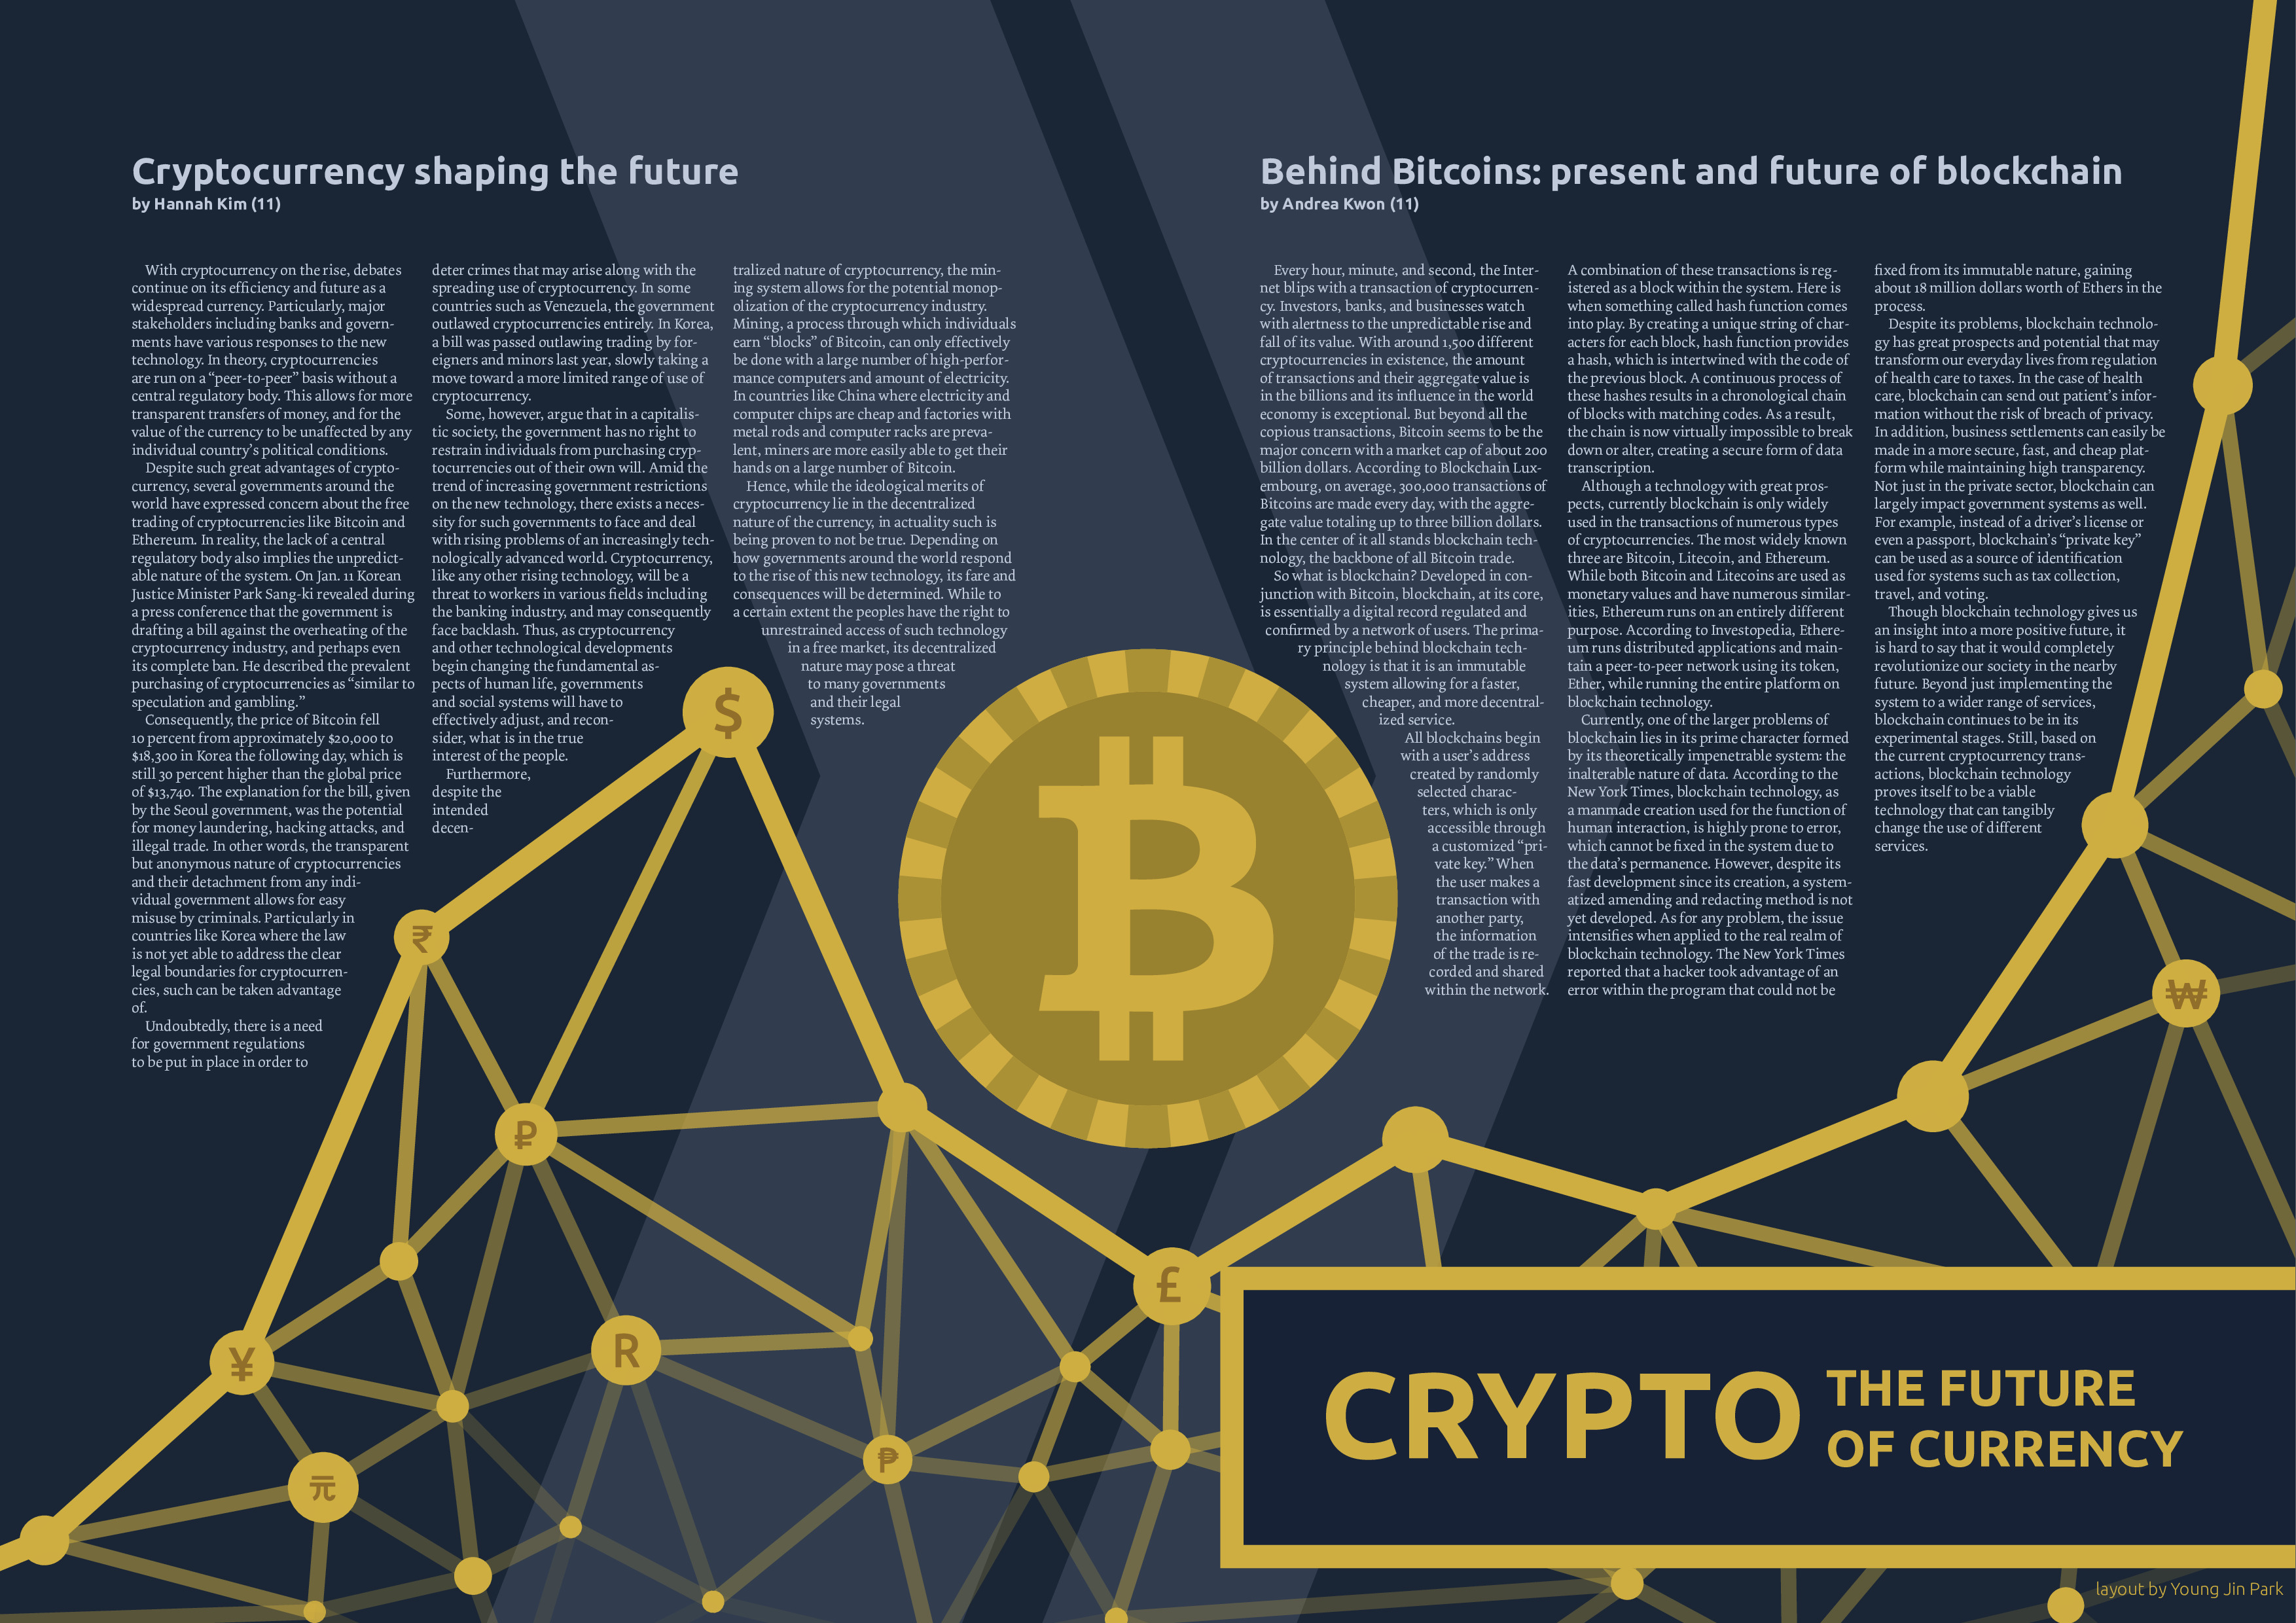 Cryptocurrency shaping the future
by Hannah Kim (11)
With cryptocurrency on the rise, debates
continue on its efficiency and future as a
widespread currency. Particularly, major
stakeholders including banks and govern-
ments have various responses to the new
technology. In theory, cryptocurrencies
are run on a “peer-to-peer” basis without a
central regulatory body. This allows for more
transparent transfers of money, and for the
value of the currency to be unaffected by any
individual country’s political conditions.
Despite such great advantages of crypto-
currency, several governments around the
world have expressed concern about the free
trading of cryptocurrencies like Bitcoin and
Ethereum. In reality, the lack of a central
regulatory body also implies the unpredict-
able nature of the system. On Jan. 11 Korean
Justice Minister Park Sang-ki revealed during
a press conference that the government is
drafting a bill against the overheating of the
cryptocurrency industry, and perhaps even
its complete ban. He described the prevalent
purchasing of cryptocurrencies as “similar to
speculation and gambling.”
Consequently, the price of Bitcoin fell
10 percent from approximately $20,000 to
$18,300 in Korea the following day, which is
still 30 percent higher than the global price
of $13,740. The explanation for the bill, given
by the Seoul government, was the potential
for money laundering, hacking attacks, and
illegal trade. In other words, the transparent
but anonymous nature of cryptocurrencies
and their detachment from any indi-
vidual government allows for easy
misuse by criminals. Particularly in
countries like Korea where the law
is not yet able to address the clear
legal boundaries for cryptocurren-
cies, such can be taken advantage
of.
Undoubtedly, there is a need
for government regulations
to be put in place in order to
deter crimes that may arise along with the
spreading use of cryptocurrency. In some
countries such as Venezuela, the government
outlawed cryptocurrencies entirely. In Korea,
a bill was passed outlawing trading by for-
eigners and minors last year, slowly taking a
move toward a more limited range of use of
cryptocurrency.
Some, however, argue that in a capitalis-
tic society, the government has no right to
restrain individuals from purchasing cryp-
tocurrencies out of their own will. Amid the
trend of increasing government restrictions
on the new technology, there exists a neces-
sity for such governments to face and deal
with rising problems of an increasingly tech-
nologically advanced world. Cryptocurrency,
like any other rising technology, will be a
threat to workers in various fields including
the banking industry, and may consequently
face backlash. Thus, as cryptocurrency
and other technological developments
begin changing the fundamental as-
pects of human life, governments
and social systems will have to
effectively adjust, and recon-
sider, what is in the true
interest of the people.
Furthermore,
despite the
intended
decen-
tralized nature of cryptocurrency, the min-
ing system allows for the potential monop-
olization of the cryptocurrency industry.
Mining, a process through which individuals
earn “blocks” of Bitcoin, can only effectively
be done with a large number of high-perfor-
mance computers and amount of electricity.
In countries like China where electricity and
computer chips are cheap and factories with
metal rods and computer racks are preva-
lent, miners are more easily able to get their
hands on a large number of Bitcoin.
Hence, while the ideological merits of
cryptocurrency lie in the decentralized
nature of the currency, in actuality such is
being proven to not be true. Depending on
how governments around the world respond
to the rise of this new technology, its fare and
consequences will be determined. While to
a certain extent the peoples have the right to
unrestrained access of such technology
in a free market, its decentralized
nature may pose a threat
to many governments
and their legal
systems.
Behind Bitcoins: present and future of blockchain
by Andrea Kwon (11)
Every hour, minute, and second, the Inter-
net blips with a transaction of cryptocurren-
cy. Investors, banks, and businesses watch
with alertness to the unpredictable rise and
fall of its value. With around 1,500 different
cryptocurrencies in existence, the amount
of transactions and their aggregate value is
in the billions and its influence in the world
economy is exceptional. But beyond all the
copious transactions, Bitcoin seems to be the
major concern with a market cap of about 200
billion dollars. According to Blockchain Lux-
embourg, on average, 300,000 transactions of
Bitcoins are made every day, with the aggre-
gate value totaling up to three billion dollars.
In the center of it all stands blockchain tech-
nology, the backbone of all Bitcoin trade.
So what is blockchain? Developed in con-
junction with Bitcoin, blockchain, at its core,
is essentially a digital record regulated and
confirmed by a network of users. The prima-
ry principle behind blockchain tech-
nology is that it is an immutable
system allowing for a faster,
cheaper, and more decentral-
ized service.
All blockchains begin
with a user’s address
created by randomly
selected charac-
ters, which is only
accessible through
a customized “pri-
vate key.” When
the user makes a
transaction with
another party,
the information
of the trade is re-
corded and shared
within the network.
A combination of these transactions is reg-
istered as a block within the system. Here is
when something called hash function comes
into play. By creating a unique string of char-
acters for each block, hash function provides
a hash, which is intertwined with the code of
the previous block. A continuous process of
these hashes results in a chronological chain
of blocks with matching codes. As a result,
the chain is now virtually impossible to break
down or alter, creating a secure form of data
transcription.
Although a technology with great pros-
pects, currently blockchain is only widely
used in the transactions of numerous types
of cryptocurrencies. The most widely known
three are Bitcoin, Litecoin, and Ethereum.
While both Bitcoin and Litecoins are used as
monetary values and have numerous similar-
ities, Ethereum runs on an entirely different
purpose. According to Investopedia, Ethere-
um runs distributed applications and main-
tain a peer-to-peer network using its token,
Ether, while running the entire platform on
blockchain technology.
Currently, one of the larger problems of
blockchain lies in its prime character formed
by its theoretically impenetrable system: the
inalterable nature of data. According to the
New York Times, blockchain technology, as
a manmade creation used for the function of
human interaction, is highly prone to error,
which cannot be fixed in the system due to
the data’s permanence. However, despite its
fast development since its creation, a system-
atized amending and redacting method is not
yet developed. As for any problem, the issue
intensifies when applied to the real realm of
blockchain technology. The New York Times
reported that a hacker took advantage of an
error within the program that could not be
fixed from its immutable nature, gaining
about 18 million dollars worth of Ethers in the
process.
Despite its problems, blockchain technolo-
gy has great prospects and potential that may
transform our everyday lives from regulation
of health care to taxes. In the case of health
care, blockchain can send out patient’s infor-
mation without the risk of breach of privacy.
In addition, business settlements can easily be
made in a more secure, fast, and cheap plat-
form while maintaining high transparency.
Not just in the private sector, blockchain can
largely impact government systems as well.
For example, instead of a driver’s license or
even a passport, blockchain’s “private key”
can be used as a source of identification
used for systems such as tax collection,
travel, and voting.
Though blockchain technology gives us
an insight into a more positive future, it
is hard to say that it would completely
revolutionize our society in the nearby
future. Beyond just implementing the
system to a wider range of services,
blockchain continues to be in its
experimental stages. Still, based on
the current cryptocurrency trans-
actions, blockchain technology
proves itself to be a viable
technology that can tangibly
change the use of different
services.
$
₹
₽
¥
R
₱
£
₩
CRYPTO
THE FUTURE
OF CURRENCY
layout by Young Jin Park